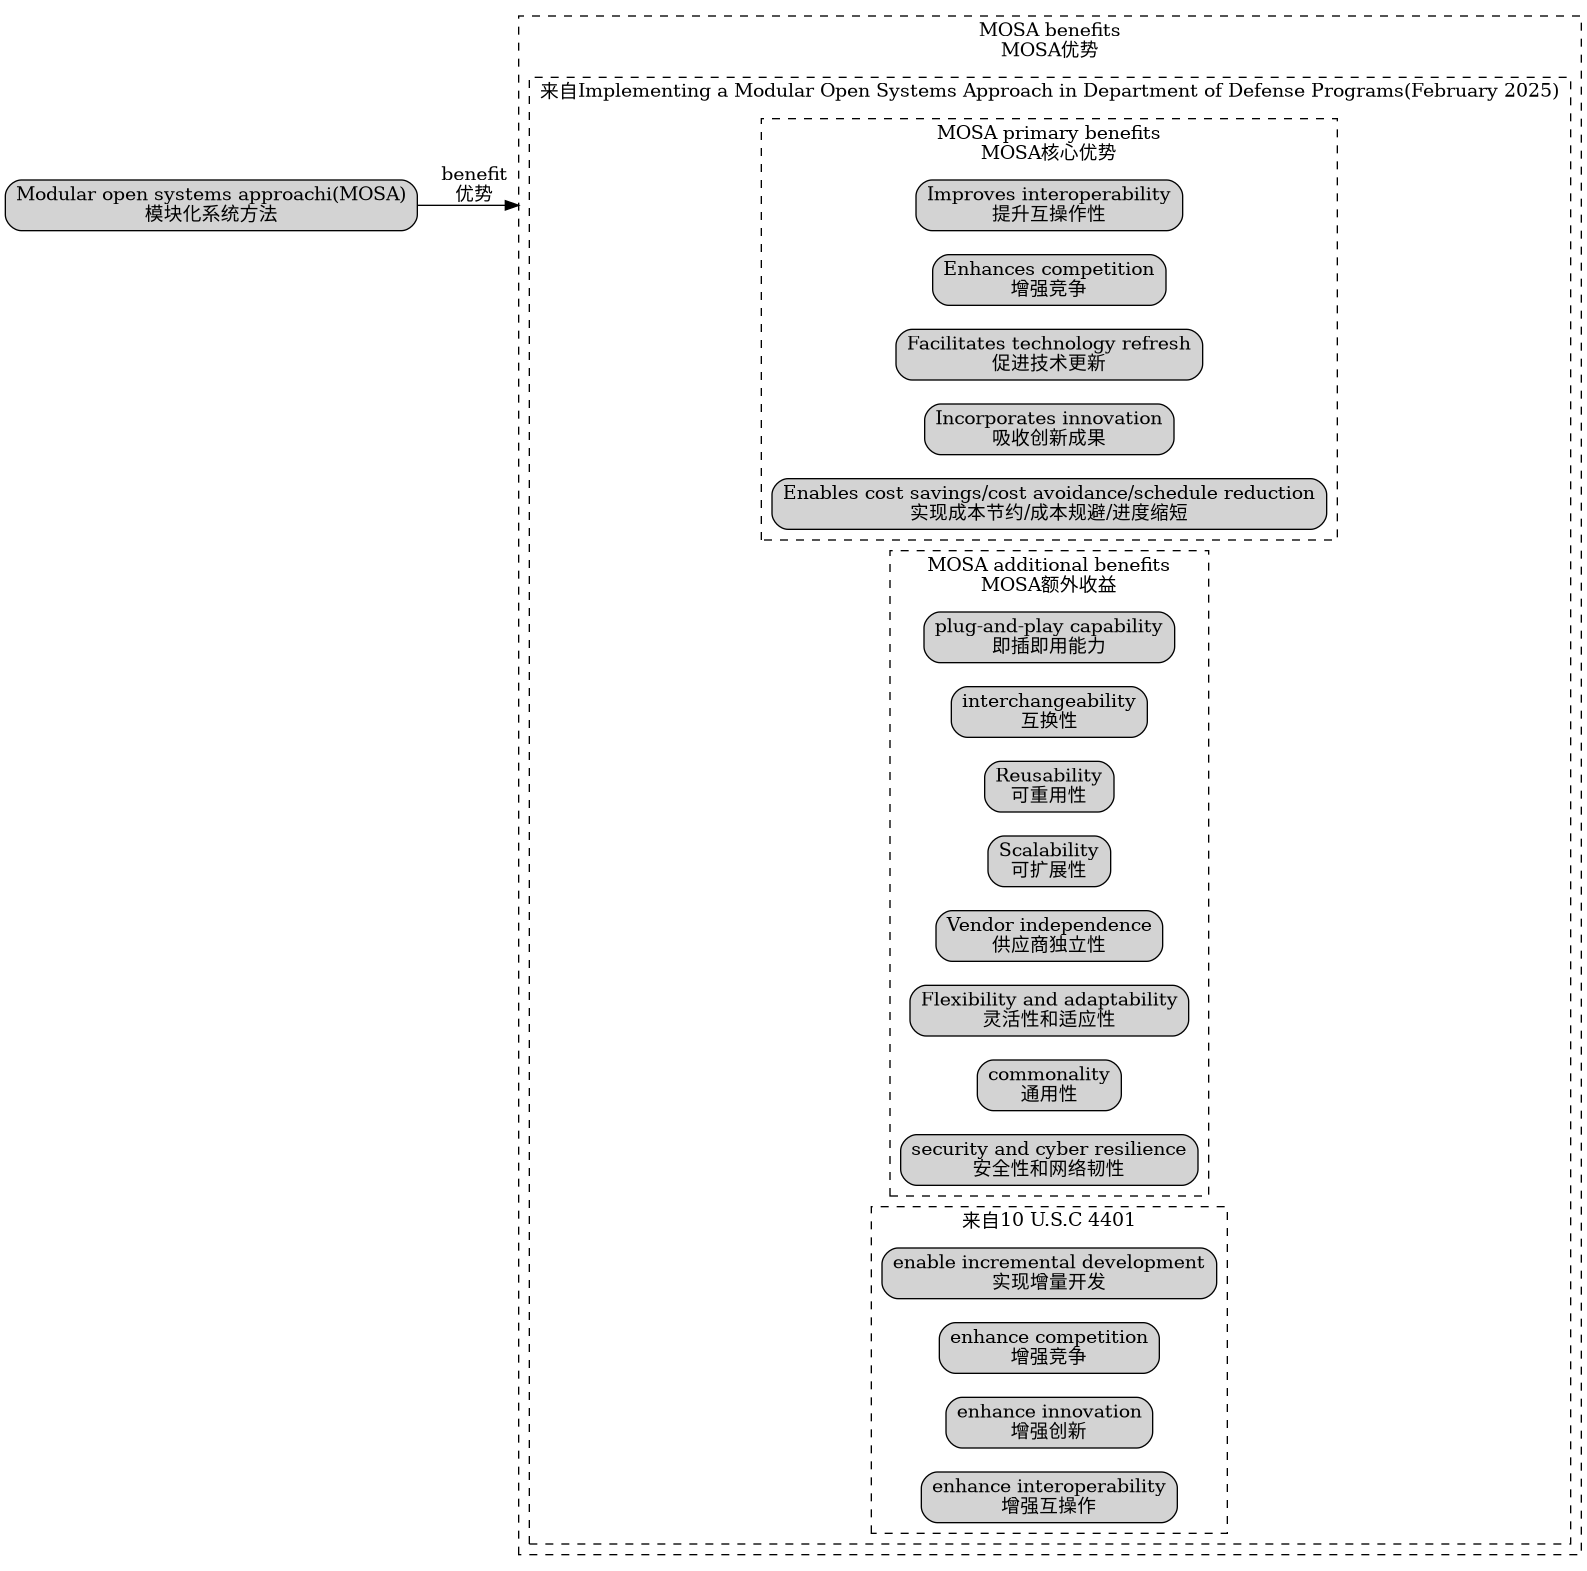 MOSA benefits
MOSA优势
来自Implementing a Modular Open Systems Approach in Department of Defense Programs(February 2025)
MOSA primary benefits
MOSA核心优势
Modular open systems approachi(MOSA)
模块化系统方法
benefit
优势
Improves interoperability
提升互操作性
Enhances competition
增强竞争
Facilitates technology refresh
促进技术更新
Incorporates innovation
吸收创新成果
Enables cost savings/cost avoidance/schedule reduction
实现成本节约/成本规避/进度缩短
MOSA additional benefits
MOSA额外收益
plug-and-play capability
即插即用能力
interchangeability
互换性
Reusability
可重用性
Scalability
可扩展性
Vendor independence
供应商独立性
Flexibility and adaptability
灵活性和适应性
commonality
通用性
security and cyber resilience
安全性和网络韧性
来自10 U.S.C 4401
enable incremental development
实现增量开发
enhance competition
增强竞争
enhance innovation
增强创新
enhance interoperability
增强互操作